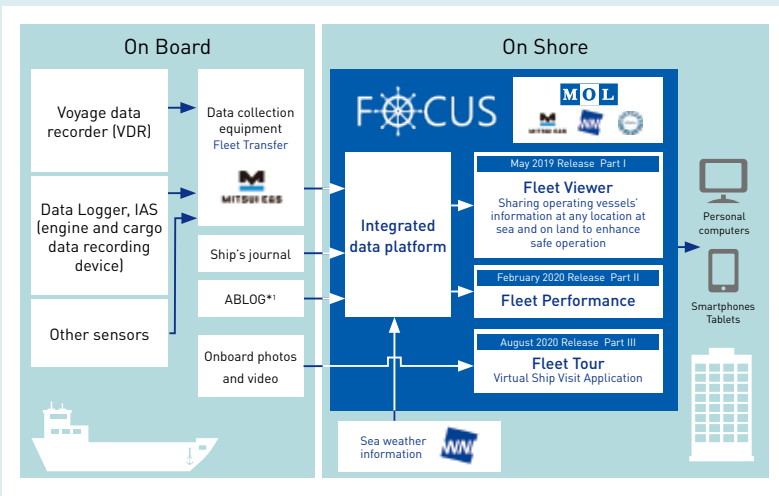 On Board
Voyage data
recorder (VDR)
Data Logger, IAS
(engine and cargo
data recording
device)
Other sensors
Data collection
equipment
Fleet Transfer
MITSUI E&S
Ship's journal
ABLOG*1
Onboard photos
and video
On Shore
FOCUS
MOL
MITSUI E&S
WNI
Integrated
data platform
May 2019 Release Part I
Fleet Viewer
Sharing operating vessels'
information at any location at
sea and on land to enhance
safe operation
February 2020 Release Part II
Fleet Performance
August 2020 Release Part III
Fleet Tour
Virtual Ship Visit Application
Sea weather
information
WNI
Personal
computers
Smartphones
Tablets